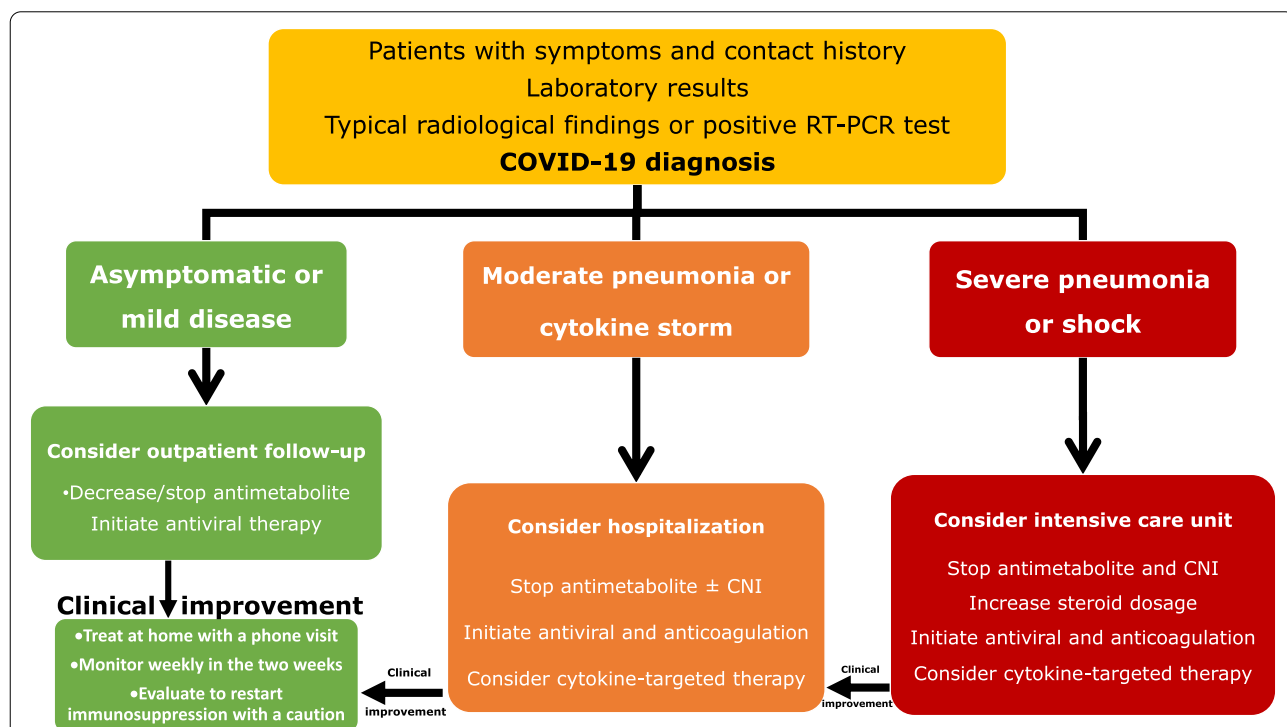 Patients with symptoms and contact history
Laboratory results
Typical radiological findings or positive RT-PCR test
COVID-19 diagnosis
Asymptomatic or
mild disease
Moderate pneumonia or
cytokine storm
Severe pneumonia
or shock
Consider outpatient follow-up
•Decrease/stop antimetabolite
Initiate antiviral therapy
Consider hospitalization
Stop antimetabolite ± CNI
Initiate antiviral and anticoagulation
Consider cytokine-targeted therapy
Consider intensive care unit
Stop antimetabolite and CNI
Increase steroid dosage
Initiate antiviral and anticoagulation
Consider cytokine-targeted therapy
Clinical improvement
•Treat at home with a phone visit
•Monitor weekly in the two weeks
•Evaluate to restart
immunosuppression with a caution
Clinical
improvement
Clinical
improvement